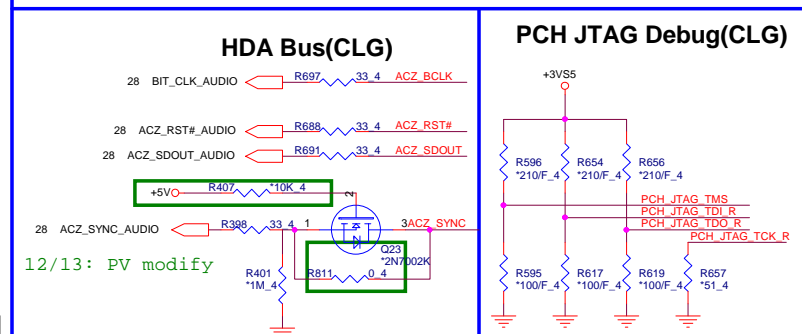 HDA Bus(CLG)
28 BIT_CLK_AUDIO R697 33_4 ACZ_BCLK
28 ACZ_RST#_AUDIO R688 33_4 ACZ_RST#
28 ACZ_SDOUT_AUDIO R691 33_4 ACZ_SDOUT
+5V R407 *10K_4 2
28 ACZ_SYNC_AUDIO R398 33_4 1 3 ACZ_SYNC
Q23
*2N7002K
12/13: PV modify
R401
*1M_4
R811 0_4
PCH JTAG Debug(CLG)
+3VS5
R596
*210/F_4
R654
*210/F_4
R656
*210/F_4
PCH_JTAG_TMS
PCH_JTAG_TDI_R
PCH_JTAG_TDO_R
PCH_JTAG_TCK_R
R595
*100/F_4
R617
*100/F_4
R619
*100/F_4
R657
*51_4